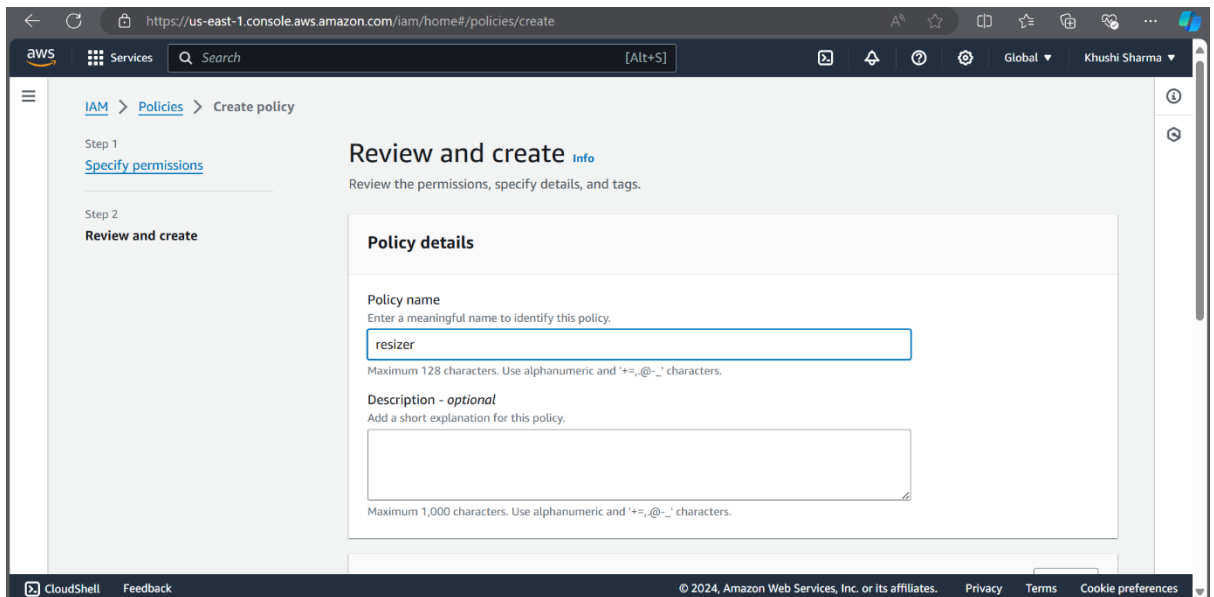 https://us-east-1.console.aws.amazon.com/iam/home#/policies/create
aws Services Search [Alt+S] Global Khushi Sharma
IAM > Policies > Create policy
Step 1
Specify permissions
Step 2
Review and create
Review and create Info
Review the permissions, specify details, and tags.
Policy details
Policy name
Enter a meaningful name to identify this policy.
resizer
Maximum 128 characters. Use alphanumeric and '+=,.@-_' characters.
Description - optional
Add a short explanation for this policy.
Maximum 1,000 characters. Use alphanumeric and '+=,.@-_' characters.
CloudShell Feedback © 2024, Amazon Web Services, Inc. or its affiliates. Privacy Terms Cookie preferences